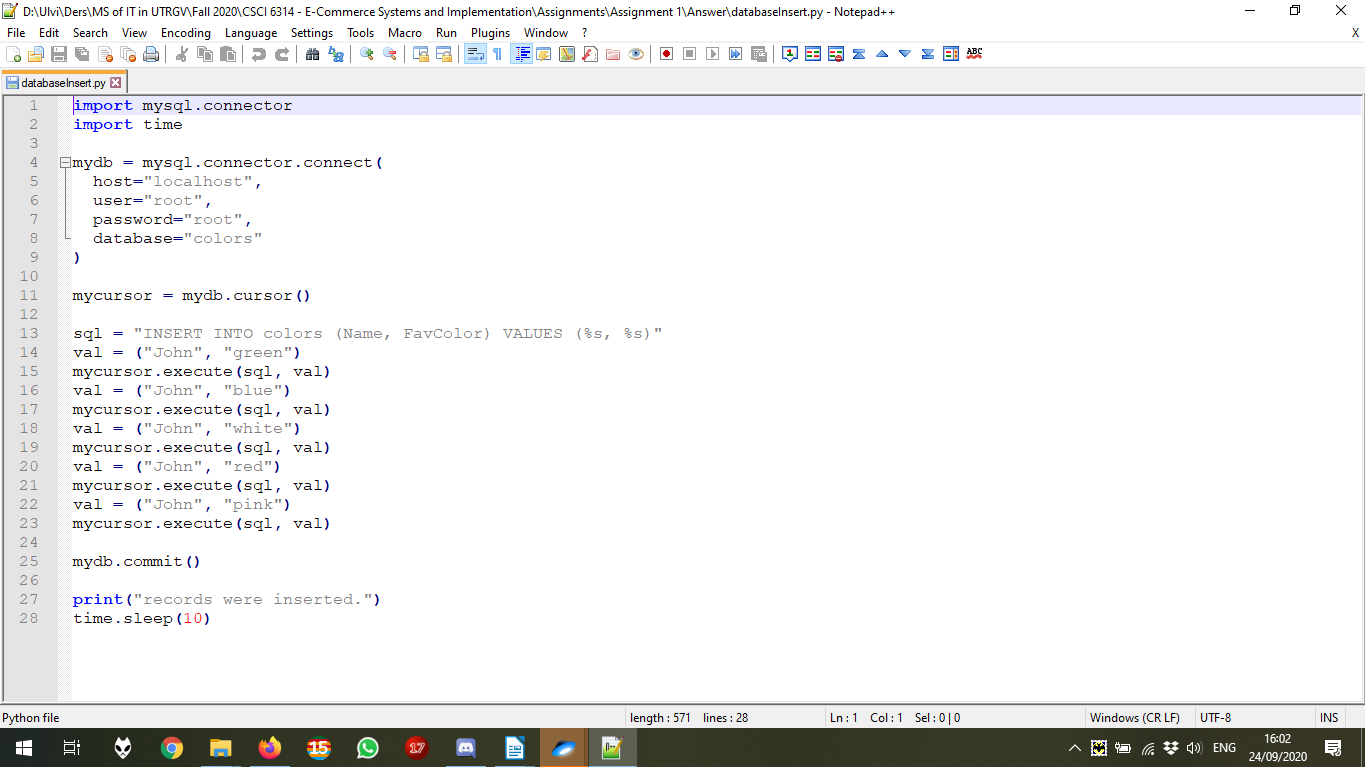 D:\Ulvi\Ders\MS of IT in UTRGV\Fall 2020\CSCI 6314 - E-Commerce Systems and Implementation\Assignments\Assignment 1\Answer\databaseInsert.py - Notepad++
File Edit Search View Encoding Language Settings Tools Macro Run Plugins Window ? X
databaseInsert.py
1 import mysql.connector
2 import time
3
4 mydb = mysql.connector.connect(
5   host="localhost",
6   user="root",
7   password="root",
8   database="colors"
9 )
10
11 mycursor = mydb.cursor()
12
13 sql = "INSERT INTO colors (Name, FavColor) VALUES (%s, %s)"
14 val = ("John", "green")
15 mycursor.execute(sql, val)
16 val = ("John", "blue")
17 mycursor.execute(sql, val)
18 val = ("John", "white")
19 mycursor.execute(sql, val)
20 val = ("John", "red")
21 mycursor.execute(sql, val)
22 val = ("John", "pink")
23 mycursor.execute(sql, val)
24
25 mydb.commit()
26
27 print("records were inserted.")
28 time.sleep(10)
Python file length : 571 lines : 28 Ln : 1 Col : 1 Sel : 0 | 0 Windows (CR LF) UTF-8 INS
15 17 ENG 16:02
24/09/2020